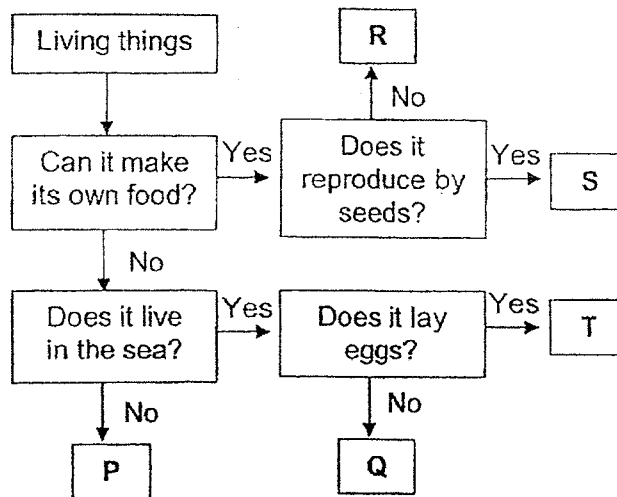 Living things
R
No
Can it make
its own food?
Yes
Does it
reproduce by
seeds?
Yes
S
No
Does it live
in the sea?
Yes
Does it lay
eggs?
Yes
T
No
P
No
Q